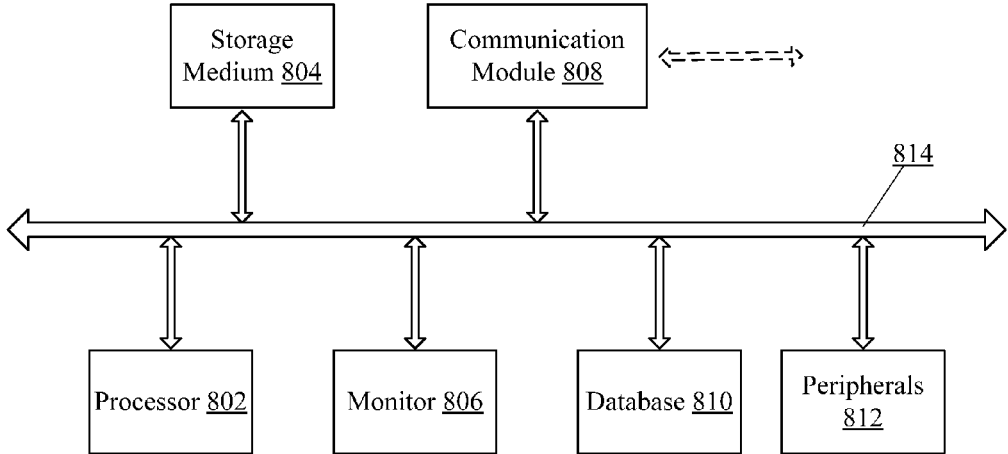 Storage
Medium 804
Communication
Module 808
814
Processor 802
Monitor 806
Database 810
Peripherals
812